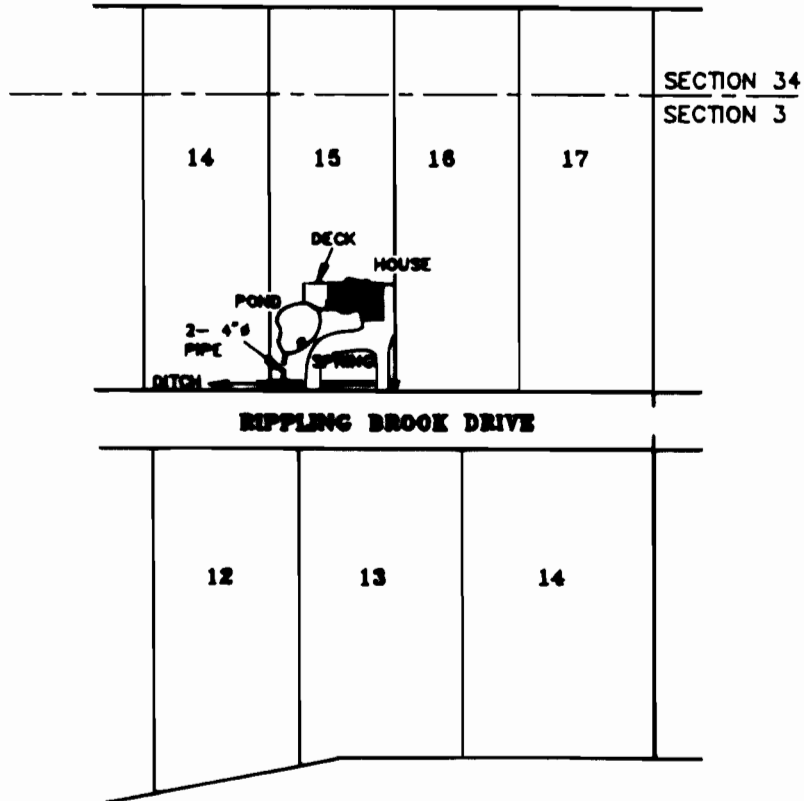 SECTION 34
SECTION 3
14 15 16 17
DECK
HOUSE
POND
2- 4"ø
PIPE
SPRING
DITCH
RIPPLING BROOK DRIVE
12 13 14